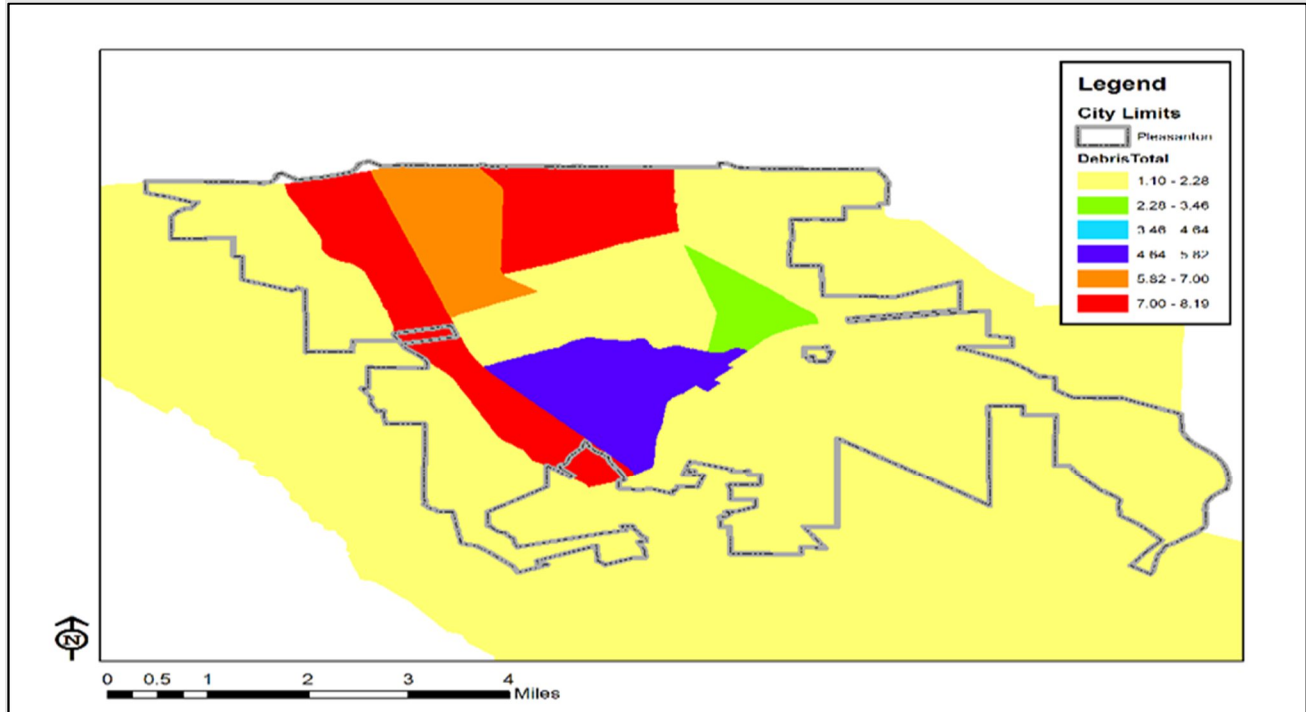 Legend
City Limits
Pleasanton
DebrisTotal
1.10 - 2.28
2.28 - 3.46
3.46 4.64
4.64 5.82
5.82 - 7.00
7.00 - 8.19
N
0 0.5 1 2 3 4
Miles